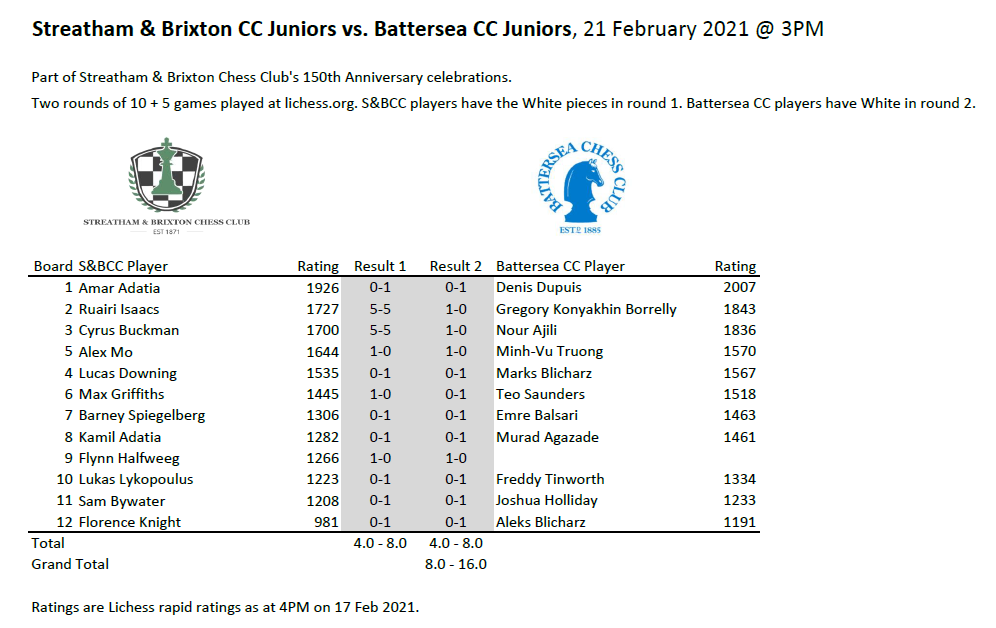 Streatham & Brixton CC Juniors vs. Battersea CC Juniors, 21 February 2021 @ 3PM
Part of Streatham & Brixton Chess Club's 150th Anniversary celebrations.
Two rounds of 10 + 5 games played at lichess.org. S&BCC players have the White pieces in round 1. Battersea CC players have White in round 2.
STREATHAM & BRIXTON CHESS CLUB
EST 1871
BATTERSEA CHESS CLUB
ESTD 1885
Board S&BCC Player Rating Result 1 Result 2 Battersea CC Player Rating
1 Amar Adatia 1926 0-1 0-1 Denis Dupuis 2007
2 Ruairi Isaacs 1727 5-5 1-0 Gregory Konyakhin Borrelly 1843
3 Cyrus Buckman 1700 5-5 1-0 Nour Ajili 1836
5 Alex Mo 1644 1-0 1-0 Minh-Vu Truong 1570
4 Lucas Downing 1535 0-1 0-1 Marks Blicharz 1567
6 Max Griffiths 1445 1-0 0-1 Teo Saunders 1518
7 Barney Spiegelberg 1306 0-1 0-1 Emre Balsari 1463
8 Kamil Adatia 1282 0-1 0-1 Murad Agazade 1461
9 Flynn Halfweeg 1266 1-0 1-0
10 Lukas Lykopoulus 1223 0-1 0-1 Freddy Tinworth 1334
11 Sam Bywater 1208 0-1 0-1 Joshua Holliday 1233
12 Florence Knight 981 0-1 0-1 Aleks Blicharz 1191
Total 4.0 - 8.0 4.0 - 8.0
Grand Total 8.0 - 16.0
Ratings are Lichess rapid ratings as at 4PM on 17 Feb 2021.